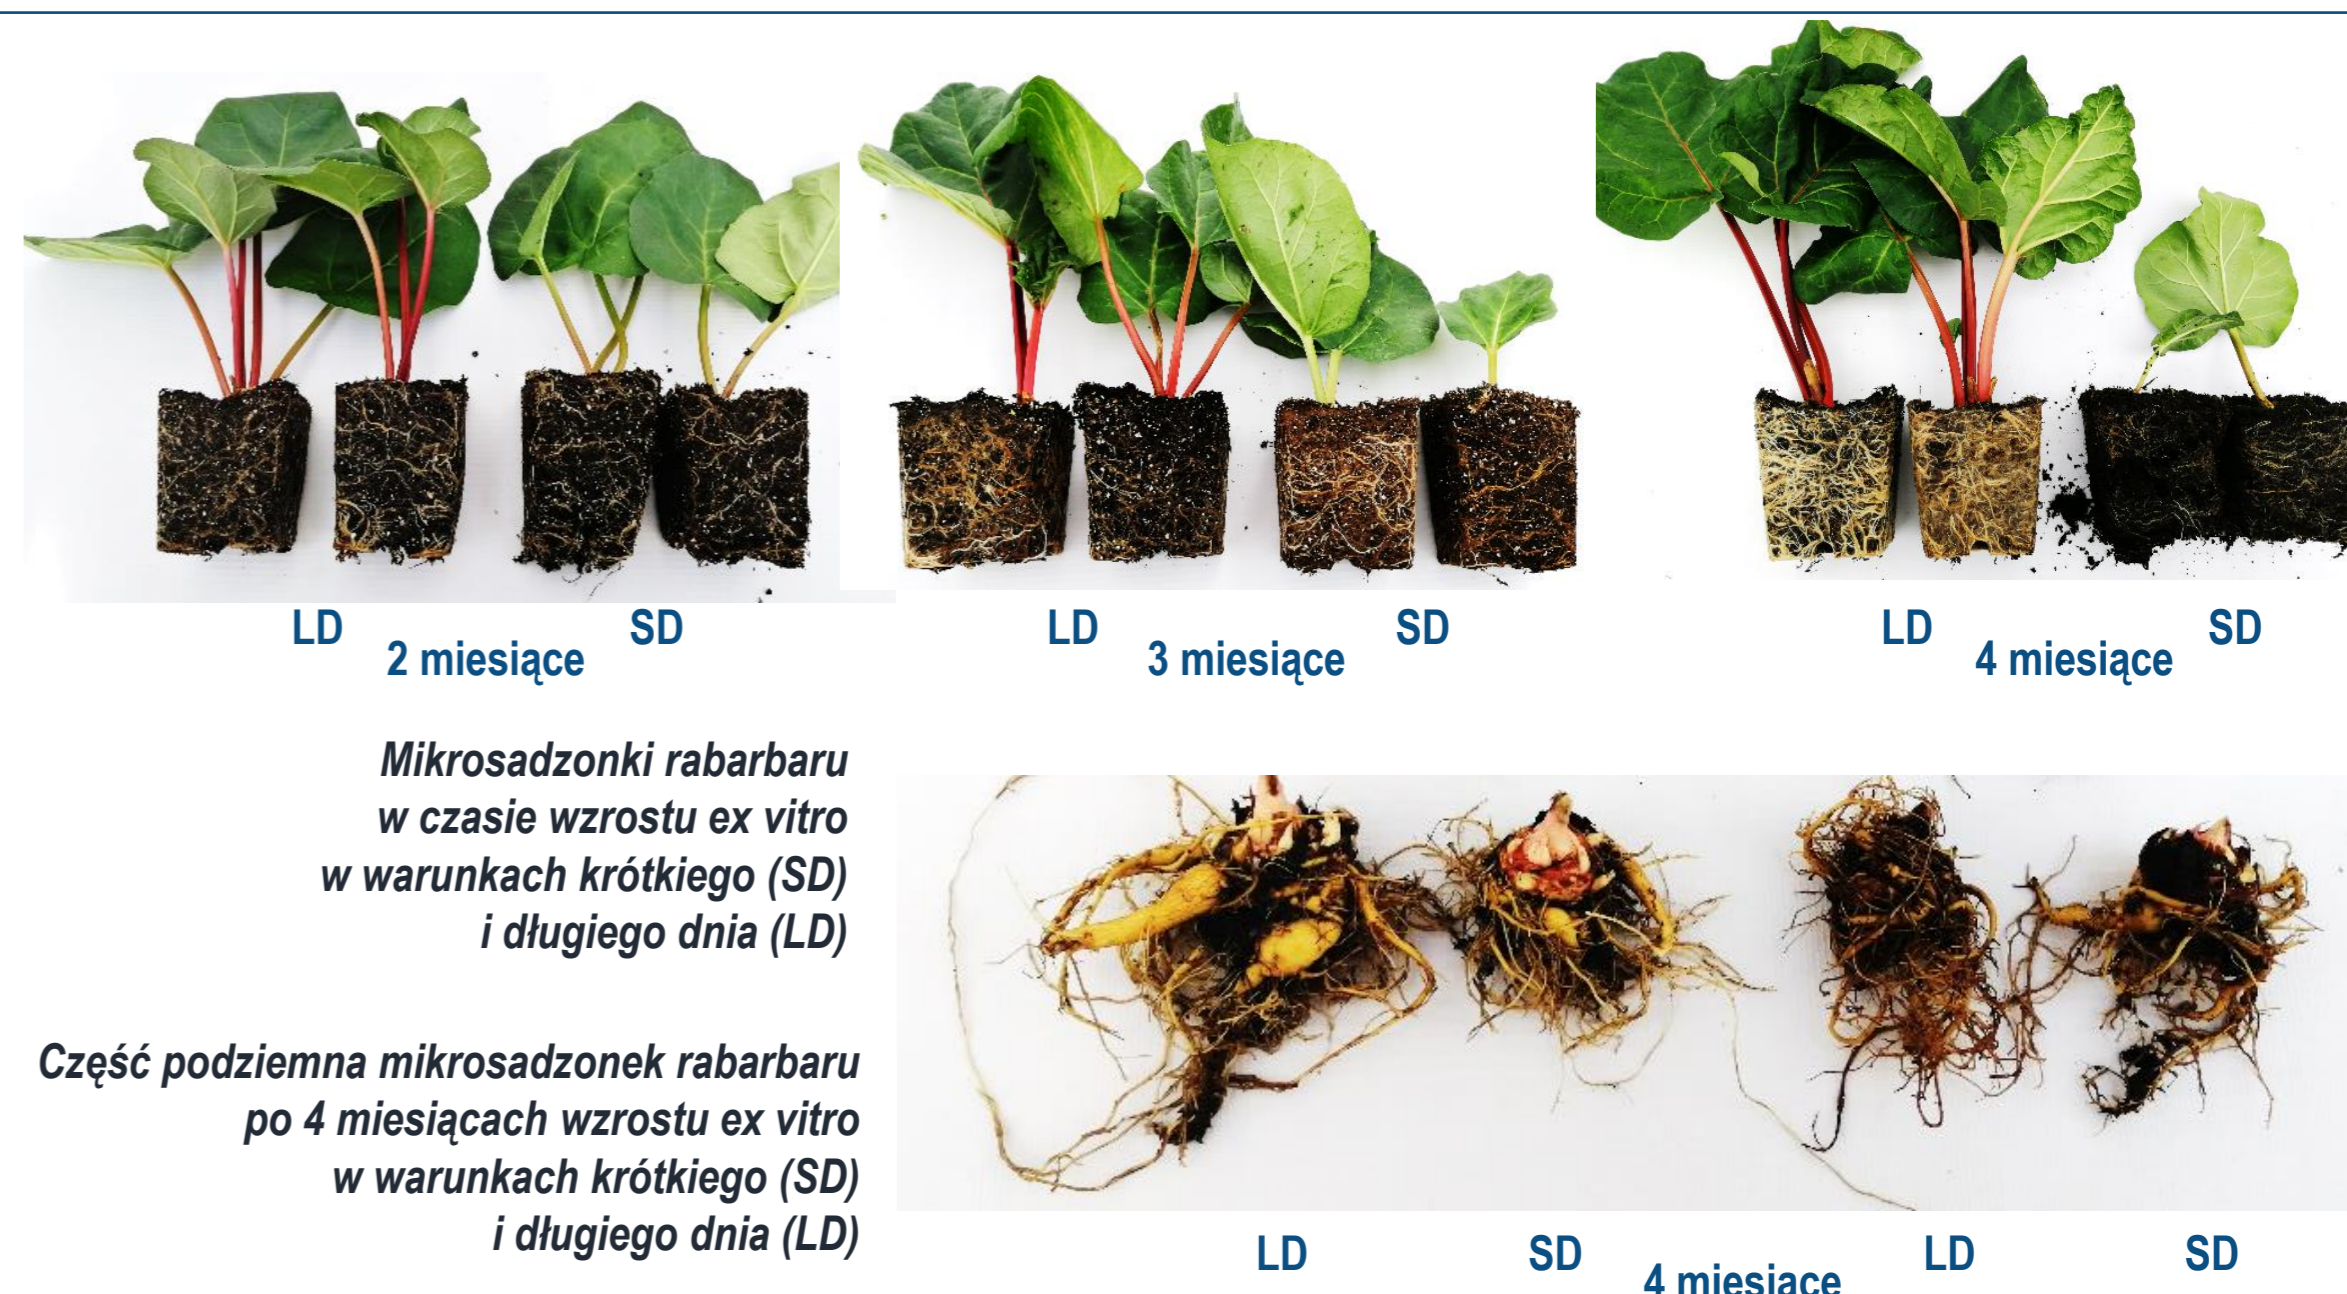 LD SD
2 miesiące
LD SD
3 miesiące
LD SD
4 miesiące
Mikrosadzonki rabarbaru
w czasie wzrostu ex vitro
w warunkach krótkiego (SD)
i długiego dnia (LD)
Część podziemna mikrosadzonek rabarbaru
po 4 miesiącach wzrostu ex vitro
w warunkach krótkiego (SD)
i długiego dnia (LD)
LD SD LD SD
4 miesiące